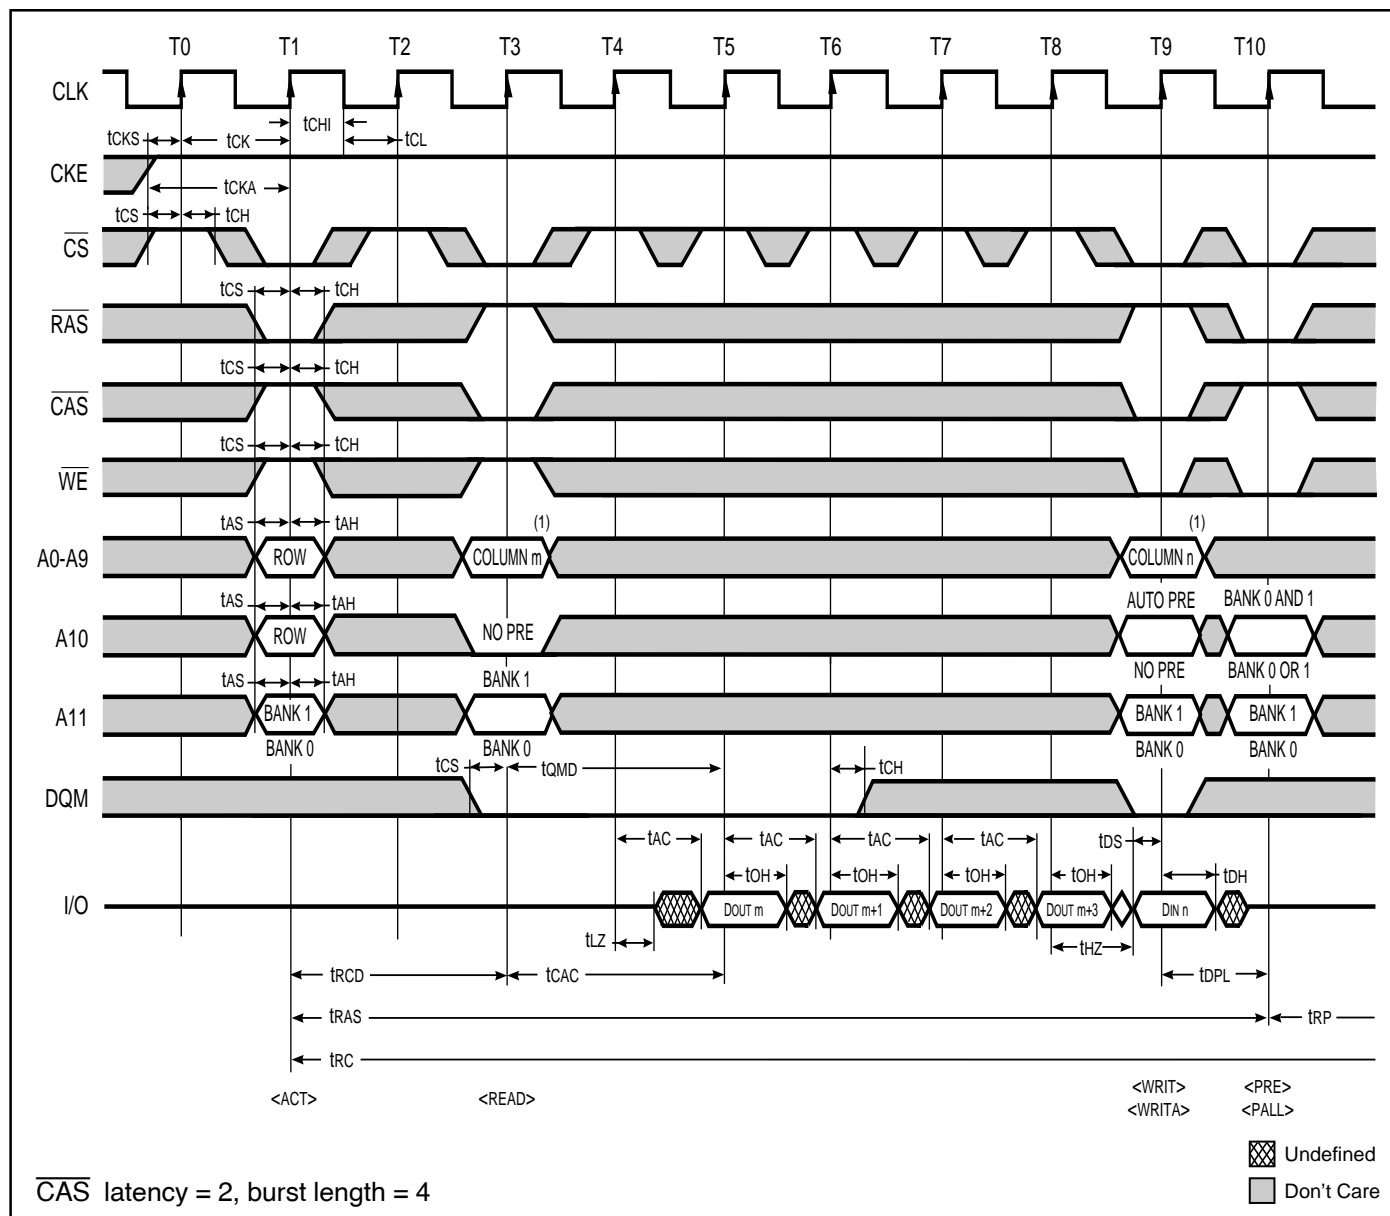 T0 T1 T2 T3 T4 T5 T6 T7 T8 T9 T10
CLK
tCHI
tCKS tCK tCL
CKE
tCKA
tCS tCH
CS
tCS tCH
RAS
tCS tCH
CAS
tCS tCH
WE
tAS tAH (1) (1)
A0-A9 ROW COLUMN m COLUMN n
tAS tAH AUTO PRE BANK 0 AND 1
A10 ROW NO PRE
tAS tAH BANK 1 NO PRE BANK 0 OR 1
A11 BANK 1 BANK 1 BANK 1
BANK 0 BANK 0 BANK 0 BANK 0
tCS tQMD tCH
DQM
tAC tAC tAC tAC tDS
tOH tOH tOH tOH tDH
I/O DOUT m DOUT m+1 DOUT m+2 DOUT m+3 DIN n
tLZ tHZ
tRCD tCAC tDPL
tRAS tRP
tRC
<ACT> <READ> <WRIT> <PRE>
<WRITA> <PALL>
Undefined
CAS latency = 2, burst length = 4 Don't Care